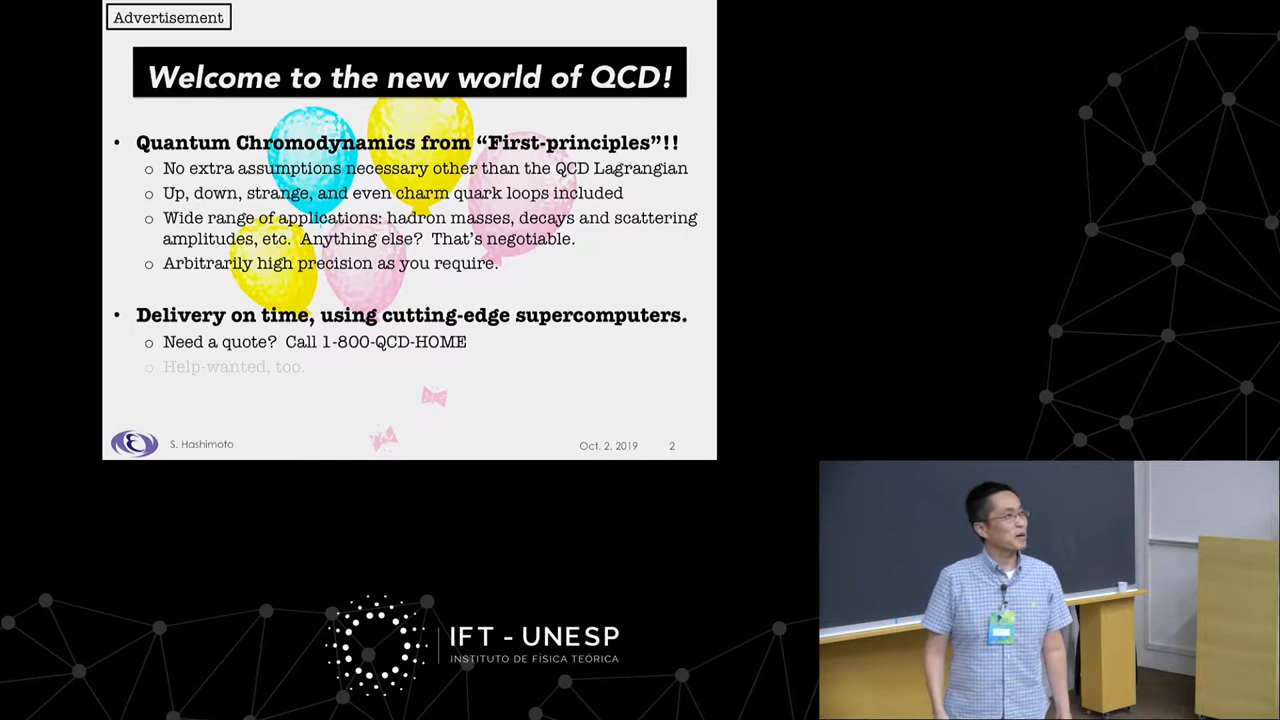 Advertisement
Welcome to the new world of QCD!
• Quantum Chromodynamics from “First-principles”!!
o No extra assumptions necessary other than the QCD Lagrangian
o Up, down, strange, and even charm quark loops included
o Wide range of applications: hadron masses, decays and scattering
amplitudes, etc. Anything else? That's negotiable.
o Arbitrarily high precision as you require.
• Delivery on time, using cutting-edge supercomputers.
o Need a quote? Call 1-800-QCD-HOME
o Help-wanted, too.
S. Hashimoto
Oct. 2, 2019
2
IFT - UNESP
INSTITUTO DE FÍSICA TEÓRICA